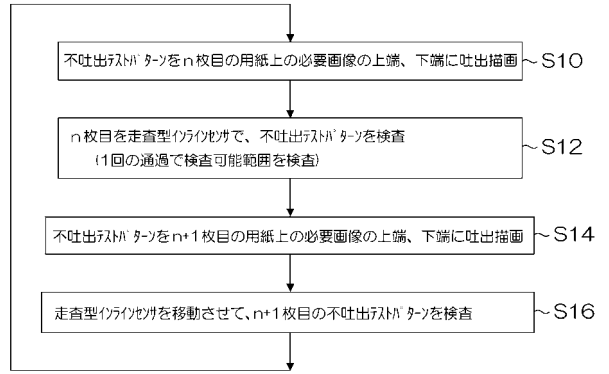 不吐出テストパターンをn枚目の用紙上の必要画像の上端、下端に吐出描画
S10
n枚目を走査型インラインセンサで、不吐出テストパターンを検査
(1回の通過で検査可能範囲を検査)
S12
不吐出テストパターンをn+1枚目の用紙上の必要画像の上端、下端に吐出描画
S14
走査型インラインセンサを移動させて、n+1枚目の不吐出テストパターンを検査
S16